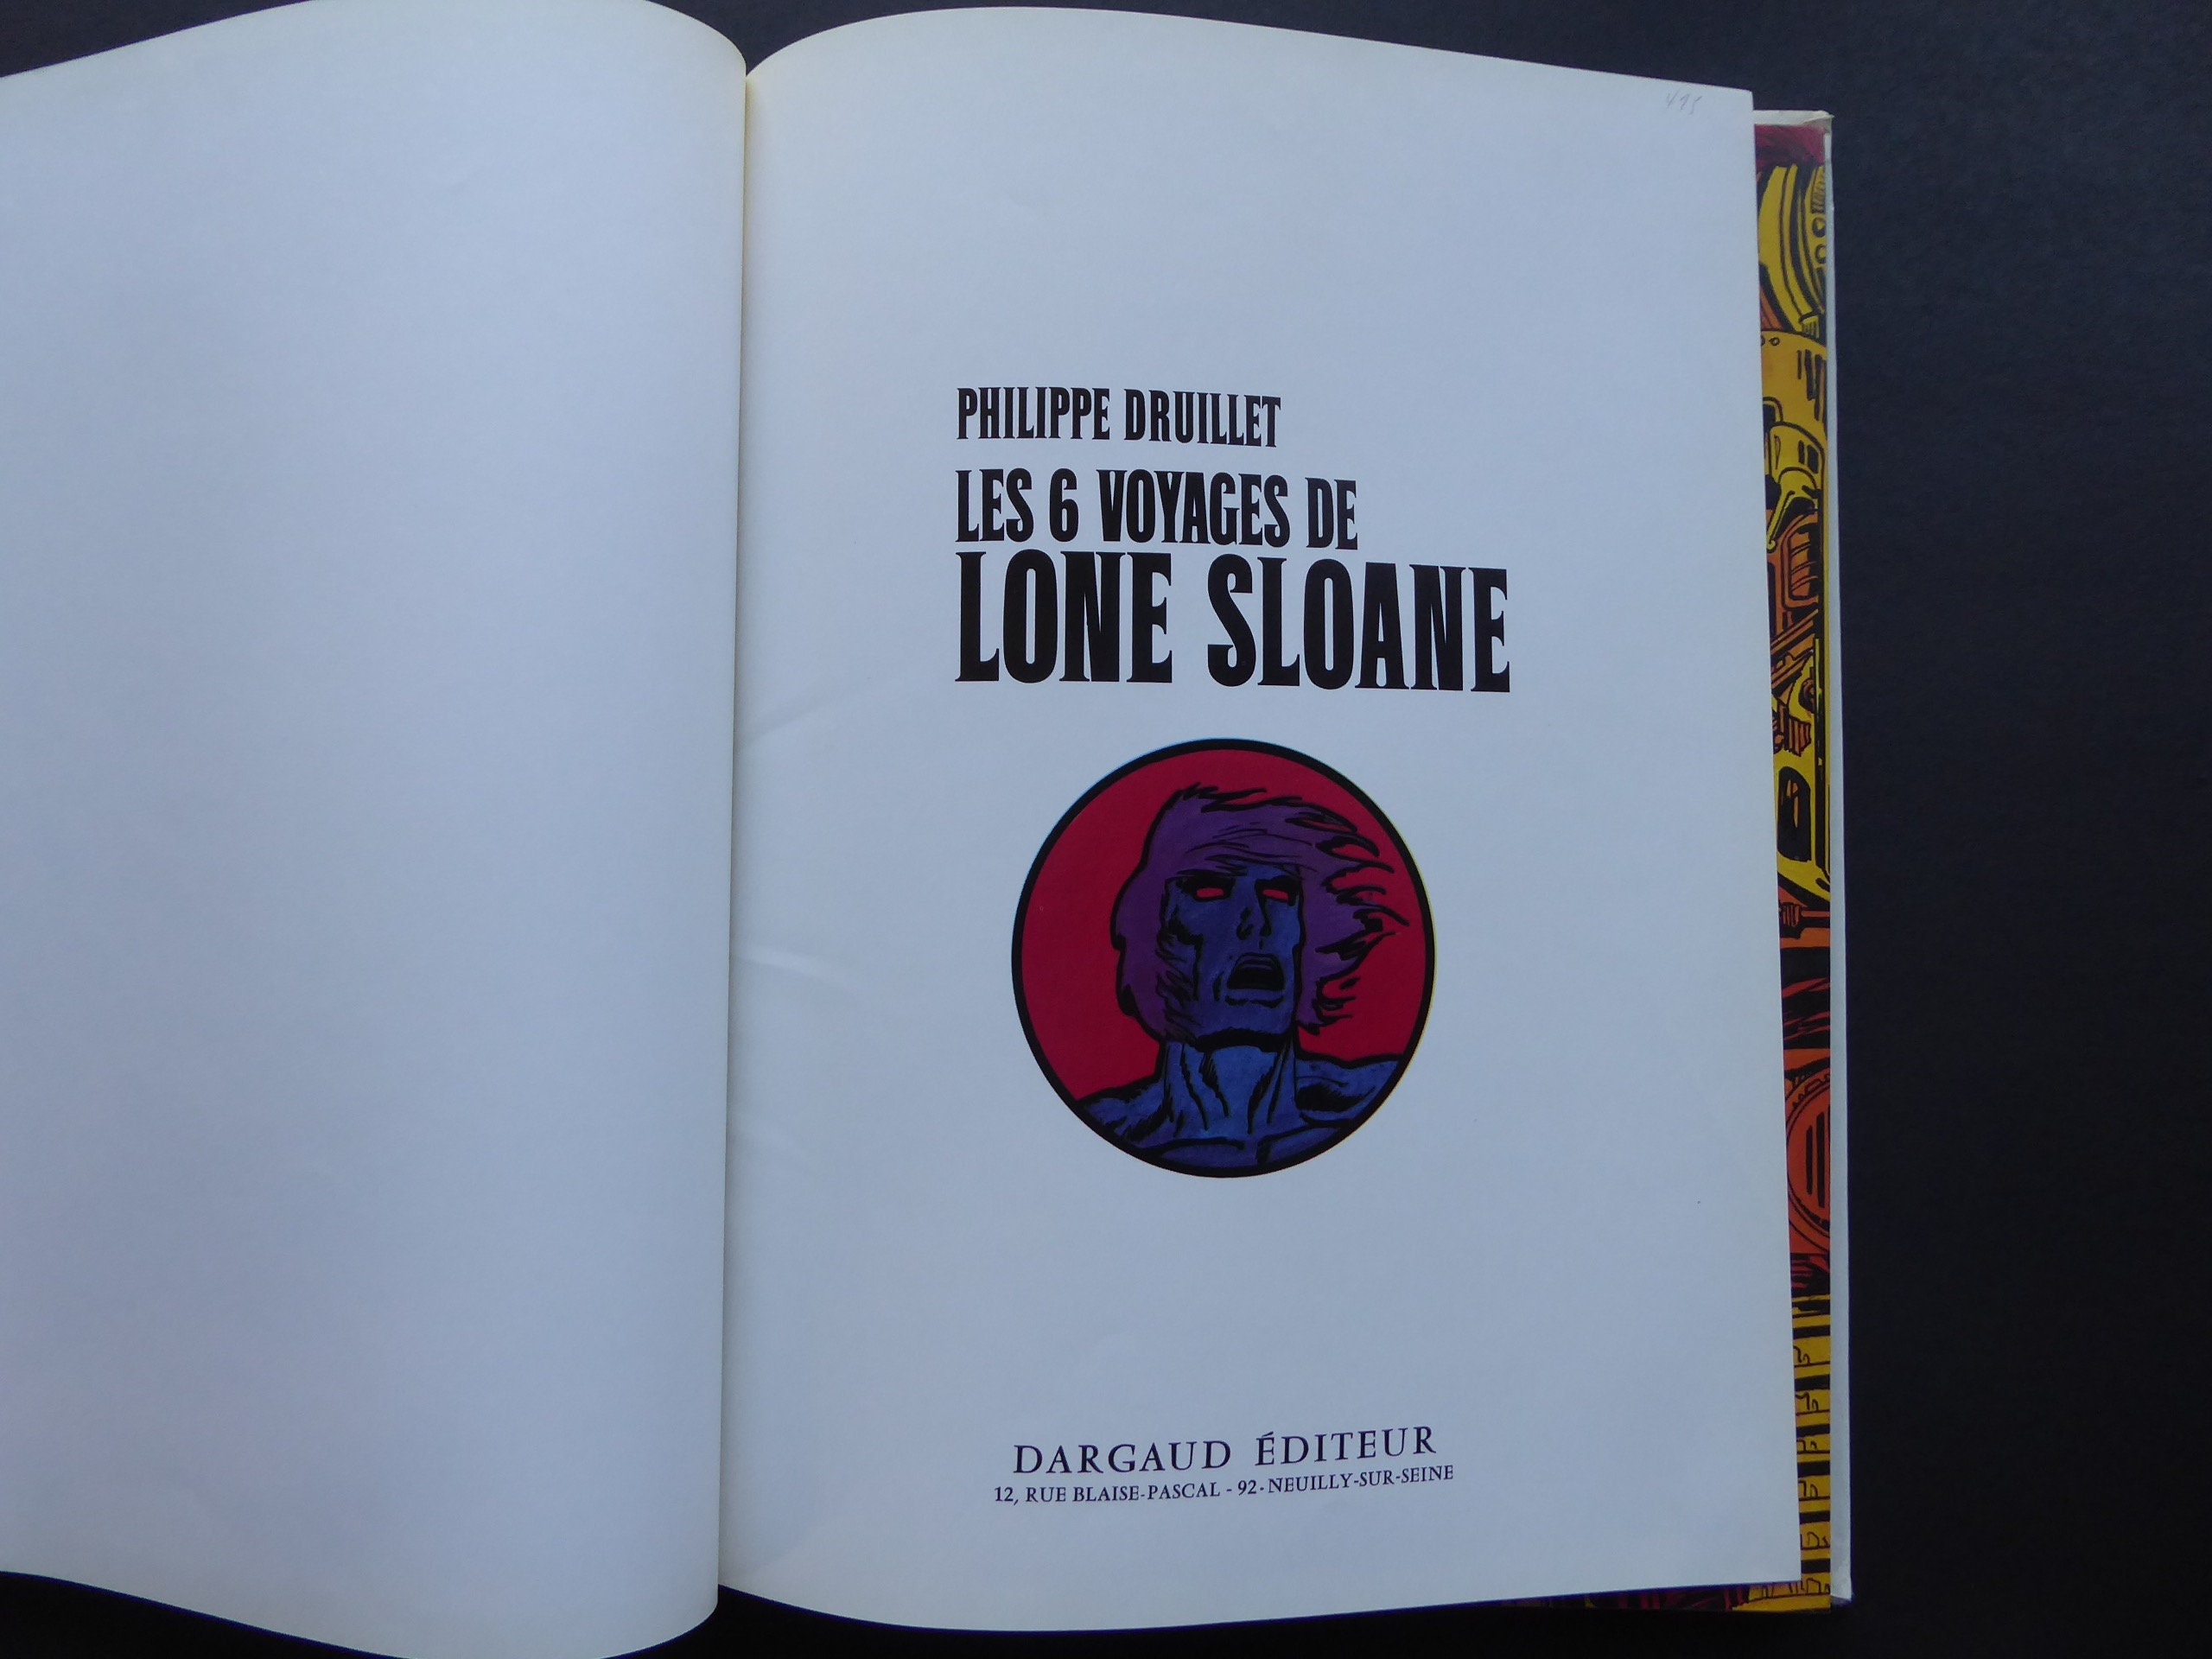 PHILIPPE DRUILLET
LES 6 VOYAGES DE
LONE SLOANE
DARGAUD ÉDITEUR
12, RUE BLAISE-PASCAL - 92-NEUILLY-SUR-SEINE